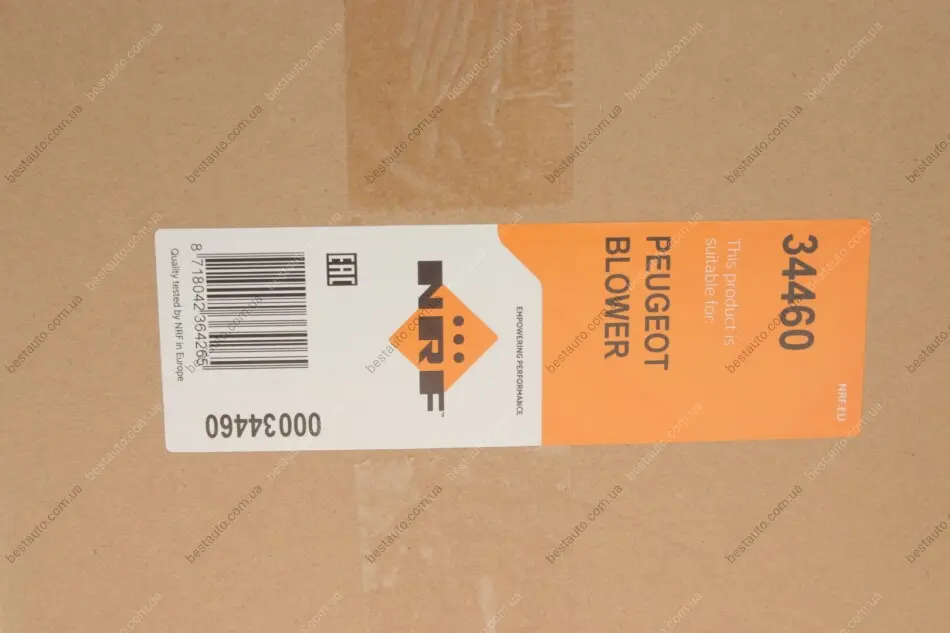 34460
This product is
suitable for:
PEUGEOT
BLOWER
NRF.EU
EMPOWERING PERFORMANCE
NRF™
EAC
8 718042 364265
Quality tested by NRF in Europe
00034460
bestauto.com.ua